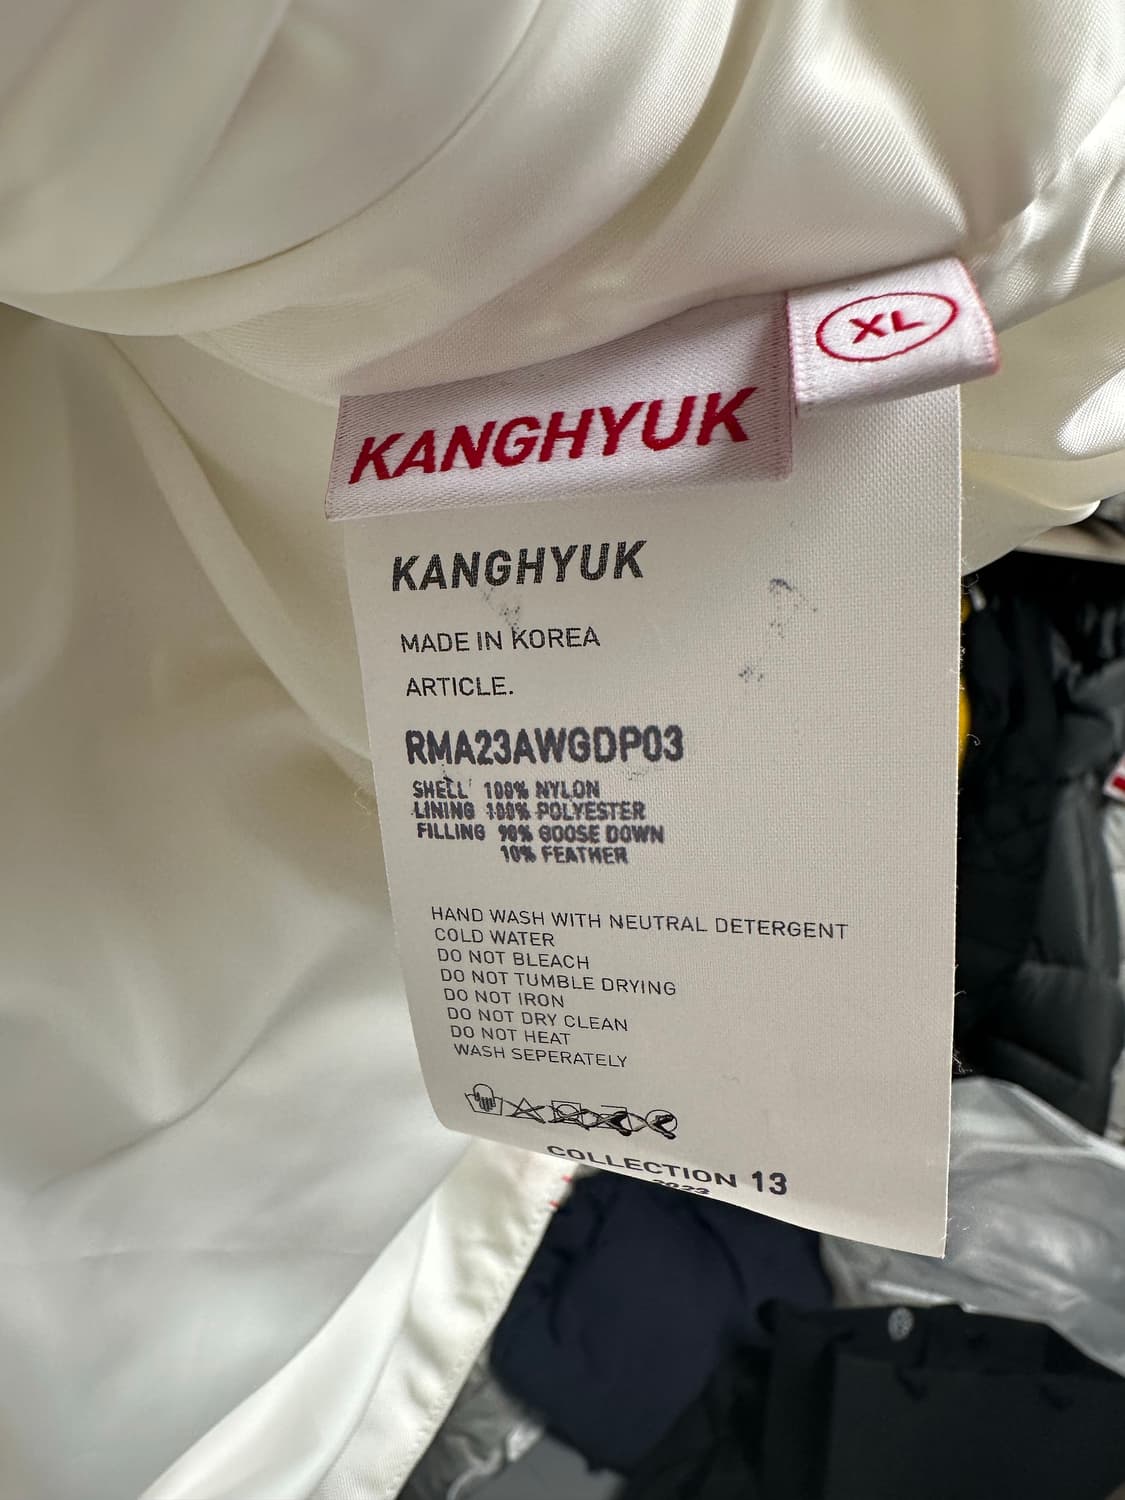 XL
KANGHYUK
KANGHYUK
MADE IN KOREA
ARTICLE.
RMA23AWGDP03
SHELL 100% NYLON
LINING 100% POLYESTER
FILLING 90% GOOSE DOWN
10% FEATHER
HAND WASH WITH NEUTRAL DETERGENT
COLD WATER
DO NOT BLEACH
DO NOT TUMBLE DRYING
DO NOT IRON
DO NOT DRY CLEAN
DO NOT HEAT
WASH SEPERATELY
COLLECTION 13
2023